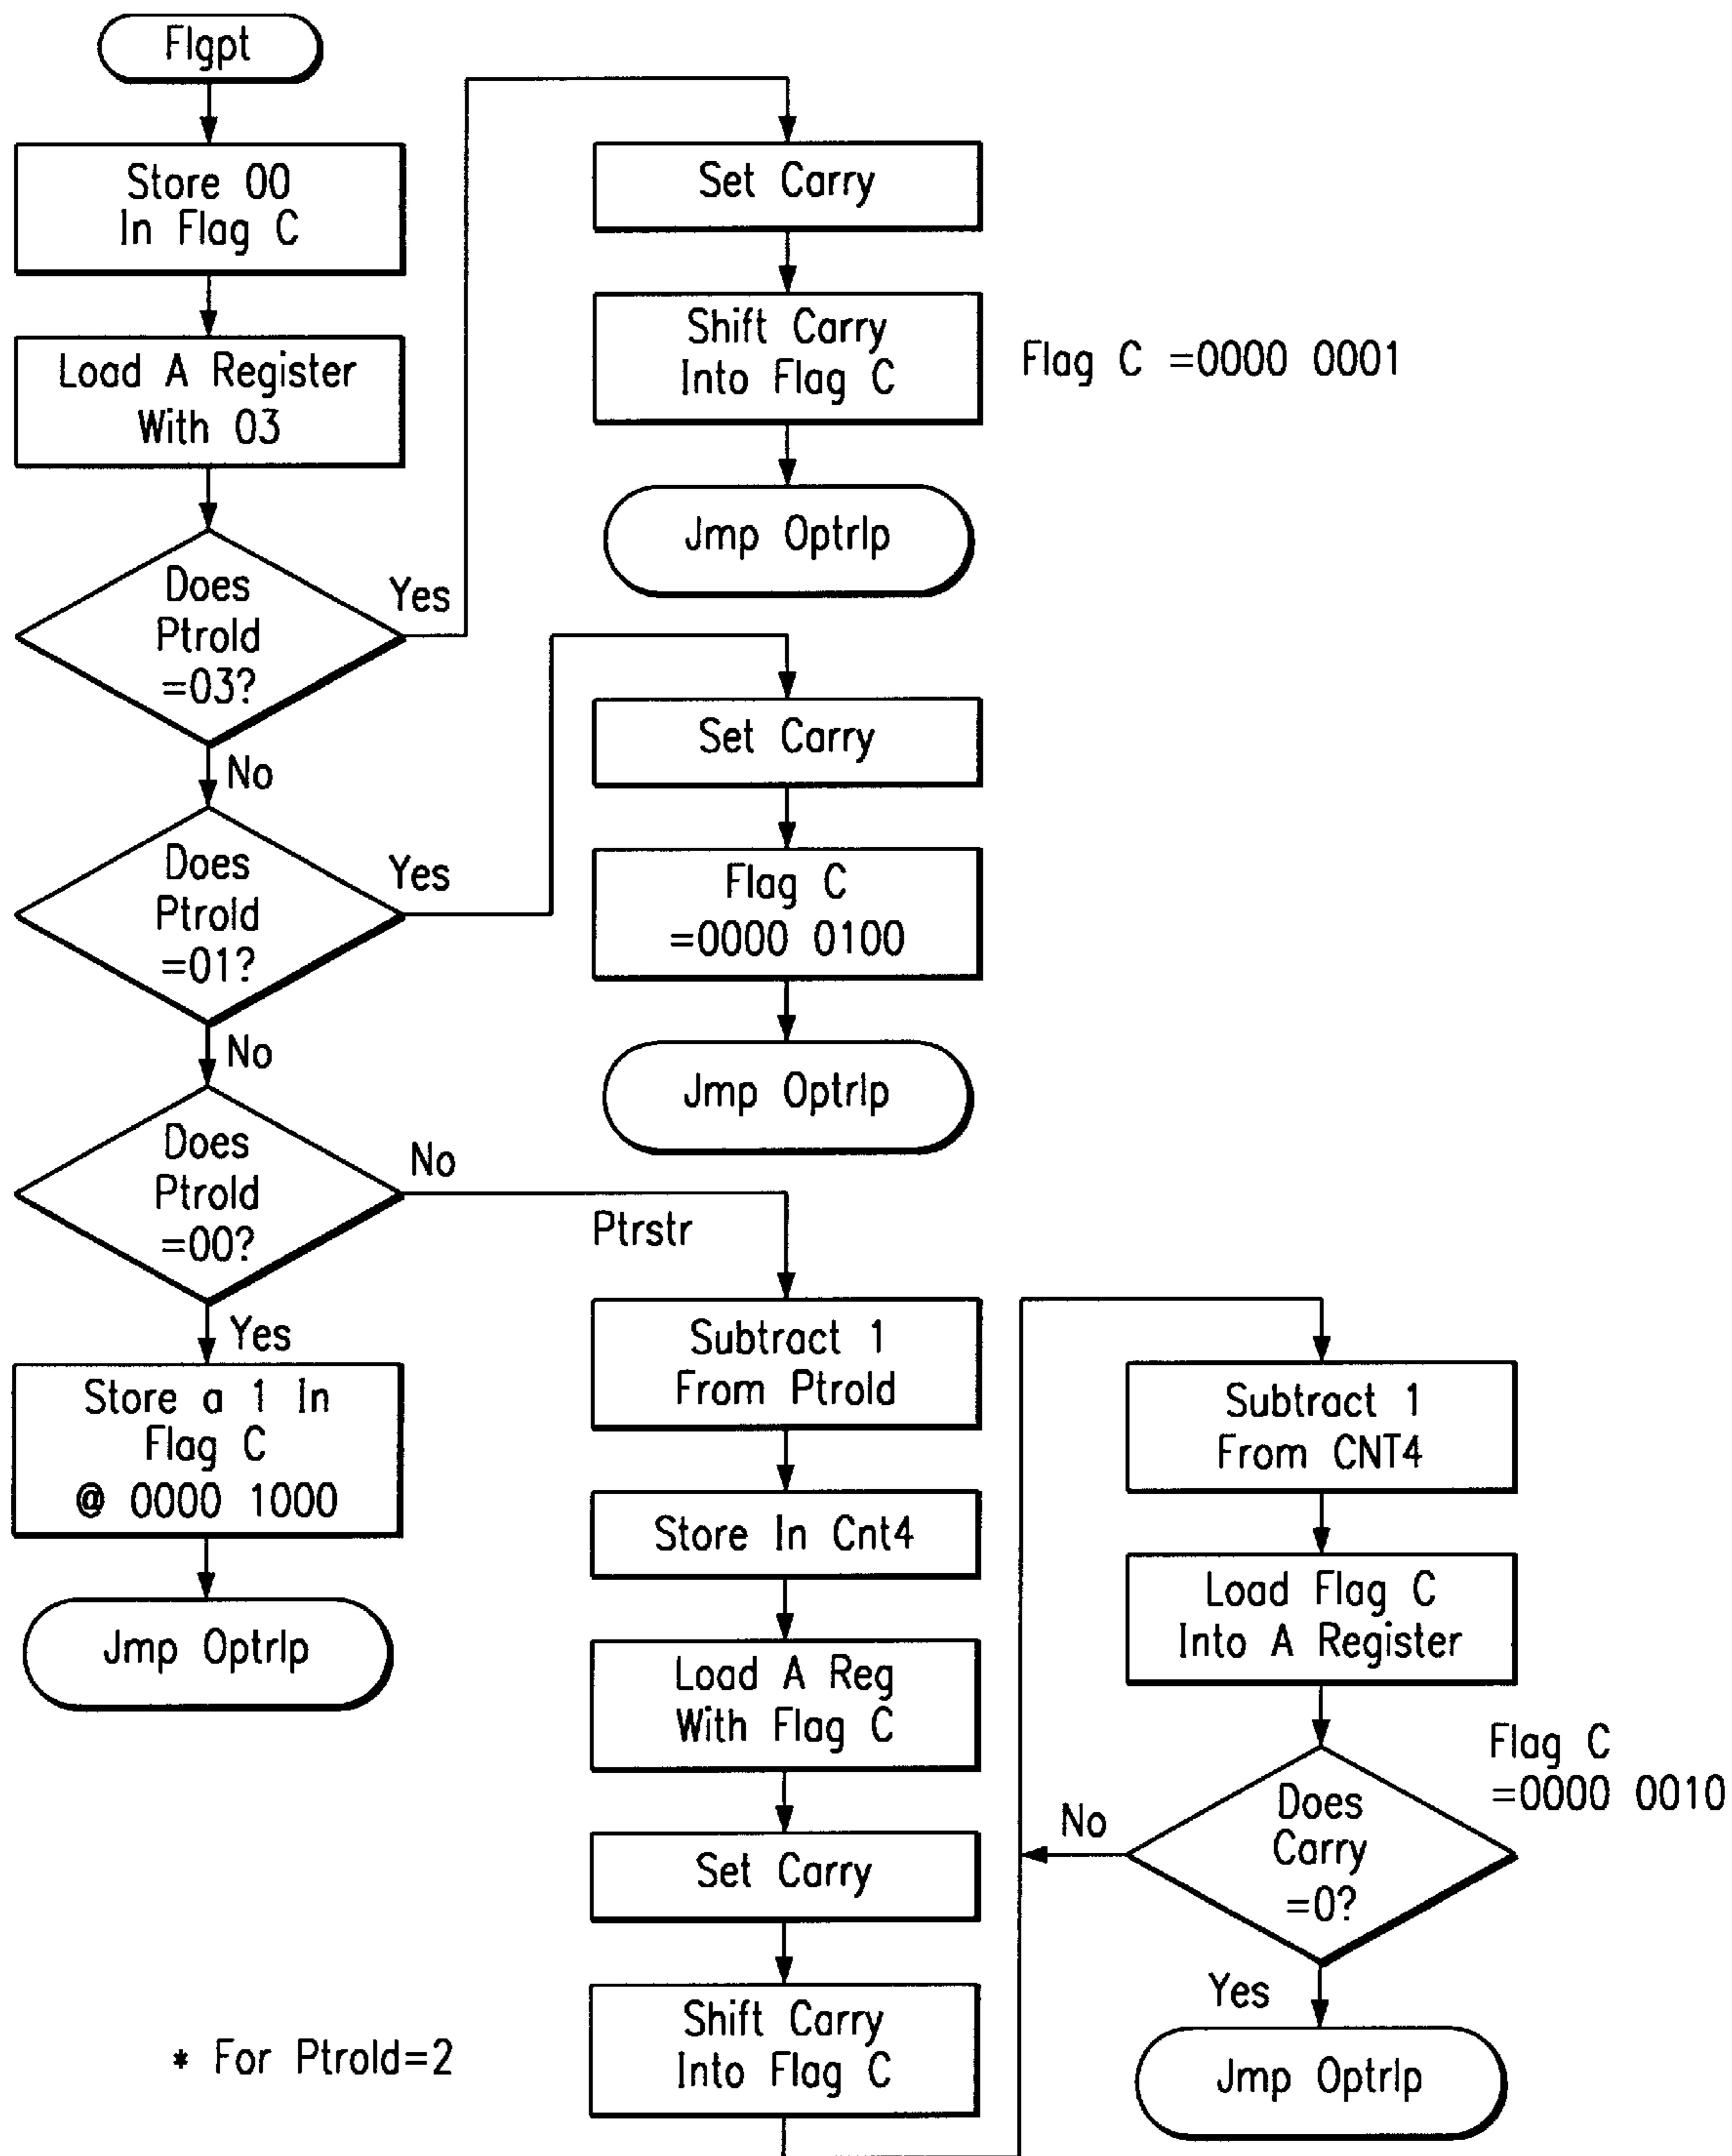 Flgpt
Store 00
In Flag C
Load A Register
With 03
Does
Ptrold
=03?
Yes
No
Set Carry
Shift Carry
Into Flag C
Flag C =0000 0001
Jmp Optrlp
Does
Ptrold
=01?
Yes
No
Set Carry
Flag C
=0000 0100
Jmp Optrlp
Does
Ptrold
=00?
No
Yes
Ptrstr
Store a 1 In
Flag C
@ 0000 1000
Jmp Optrlp
Subtract 1
From Ptrold
Store In Cnt4
Load A Reg
With Flag C
Set Carry
Shift Carry
Into Flag C
* For Ptrold=2
Subtract 1
From CNT4
Load Flag C
Into A Register
Flag C
=0000 0010
Does
Carry
=0?
No
Yes
Jmp Optrlp